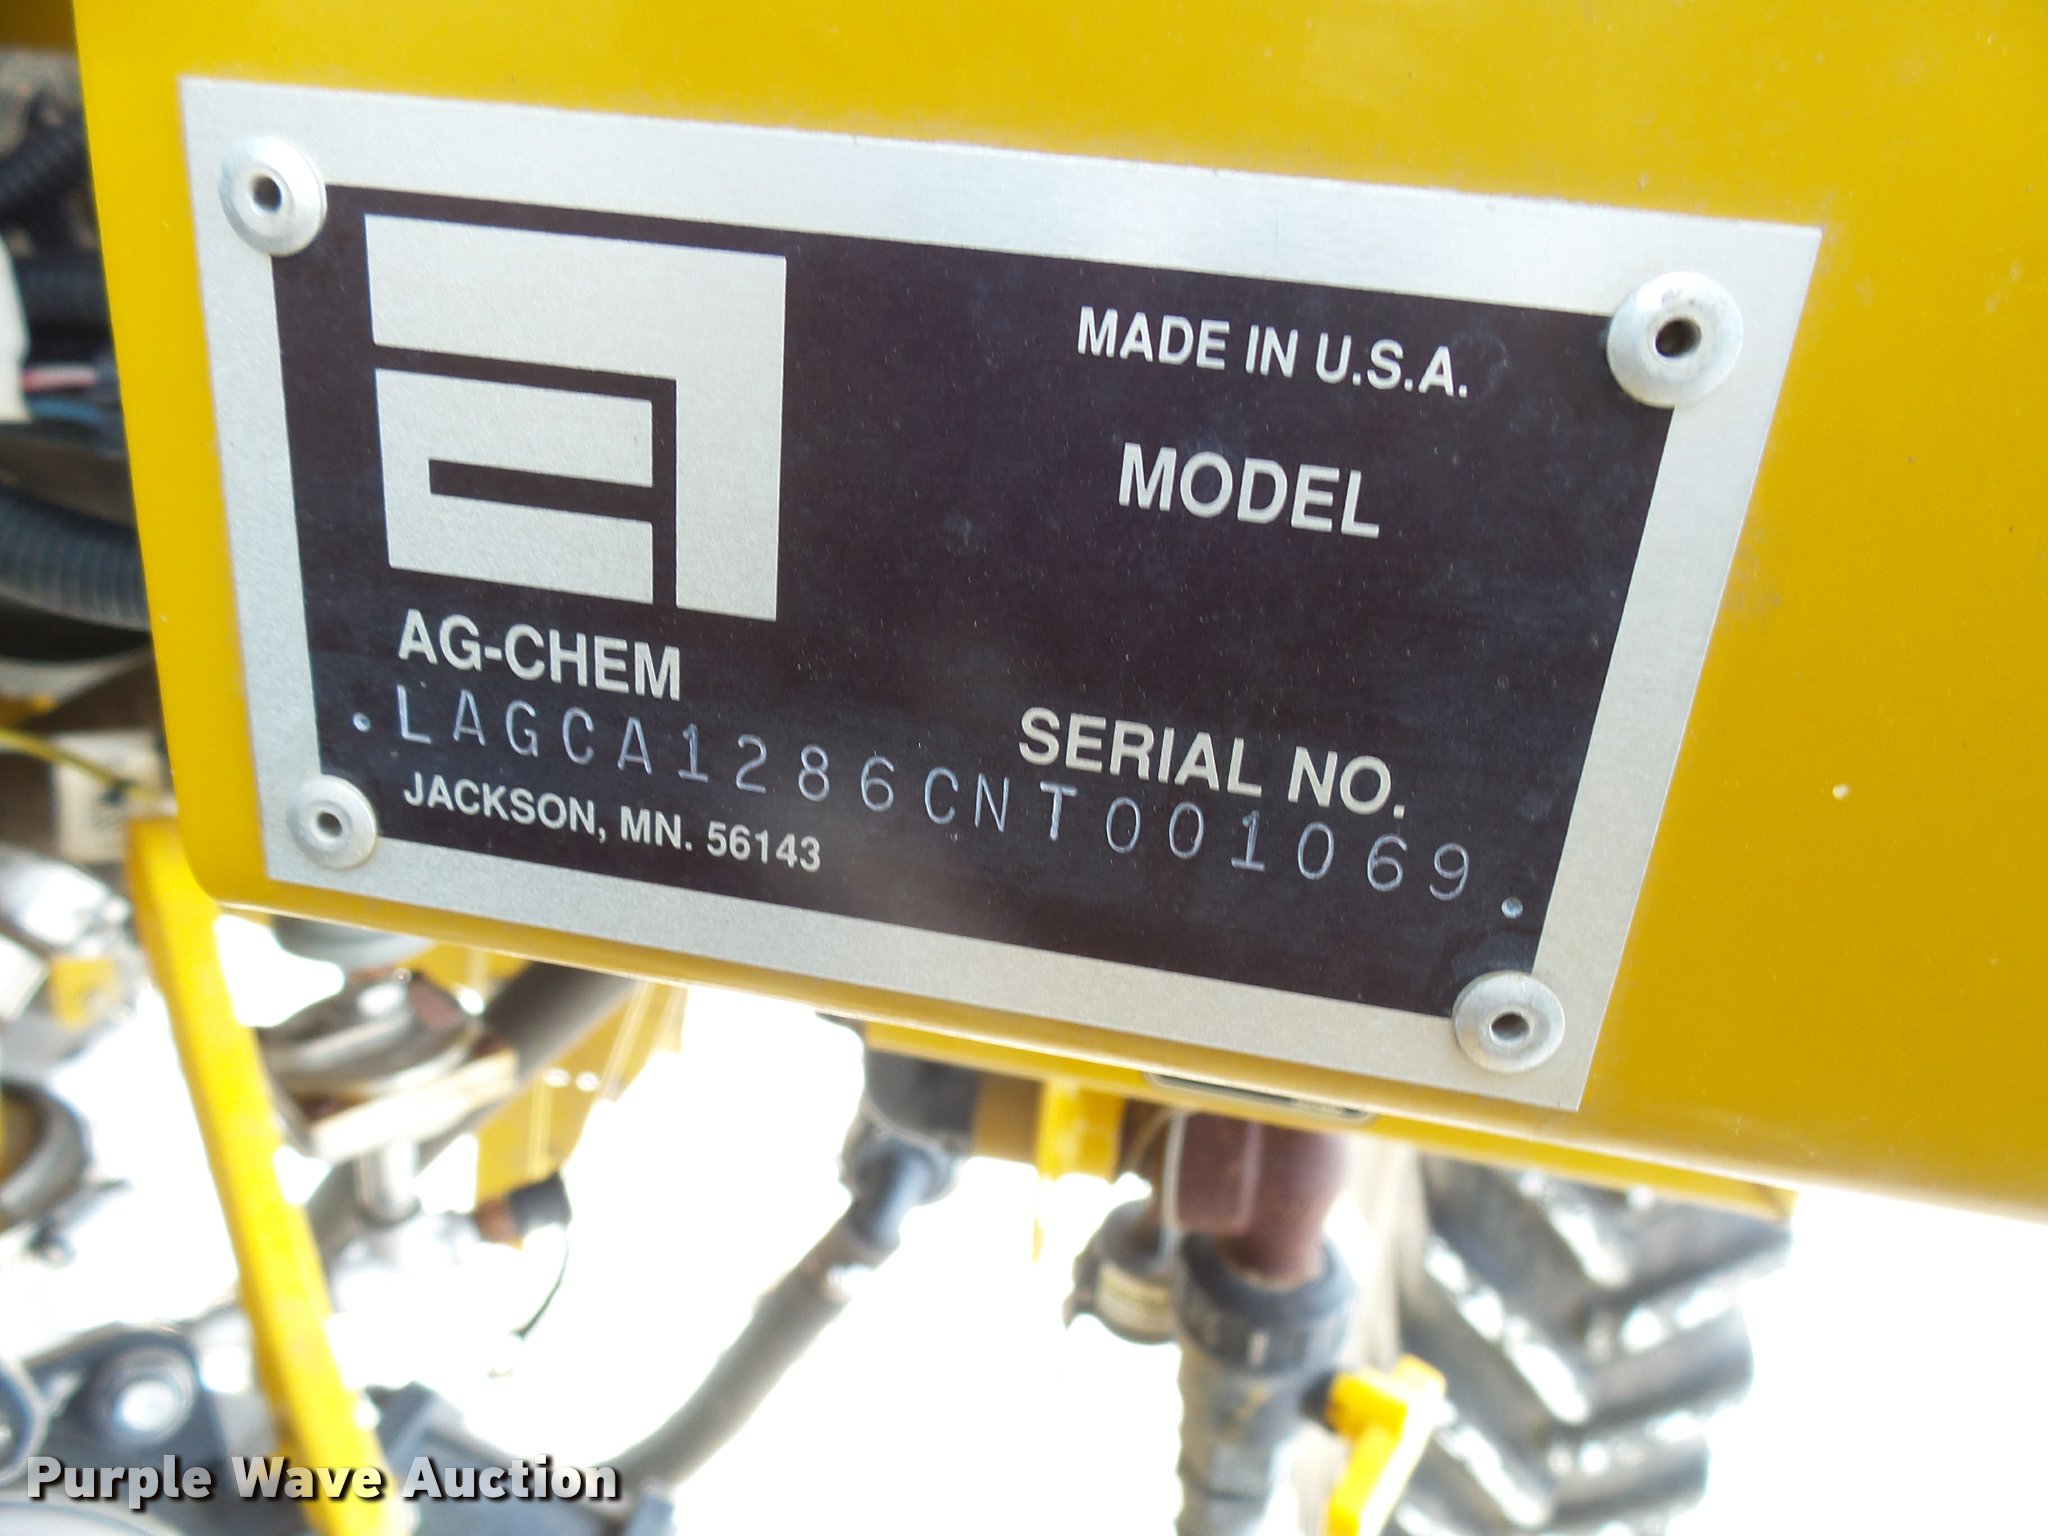 MADE IN U.S.A.
MODEL
AG-CHEM
SERIAL NO.
.LAGCA1286CNT001069.
JACKSON, MN. 56143
Purple Wave Auction